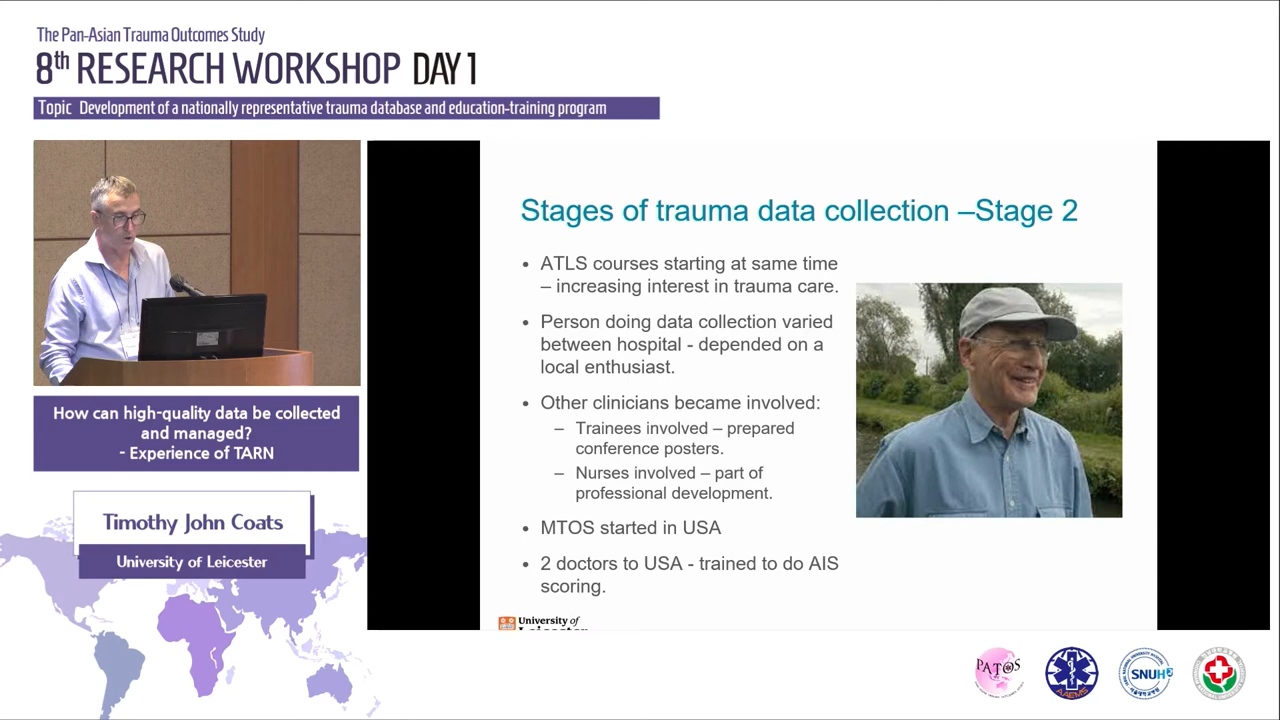 The Pan-Asian Trauma Outcomes Study
8th RESEARCH WORKSHOP DAY 1
Topic Development of a nationally representative trauma database and education-training program
How can high-quality data be collected
and managed?
- Experience of TARN
Timothy John Coats
University of Leicester
Stages of trauma data collection –Stage 2
• ATLS courses starting at same time
– increasing interest in trauma care.
• Person doing data collection varied
between hospital - depended on a
local enthusiast.
• Other clinicians became involved:
– Trainees involved – prepared
conference posters.
– Nurses involved – part of
professional development.
• MTOS started in USA
• 2 doctors to USA - trained to do AIS
scoring.
University of
Leicester
PATOS
AAEMS
SNUH